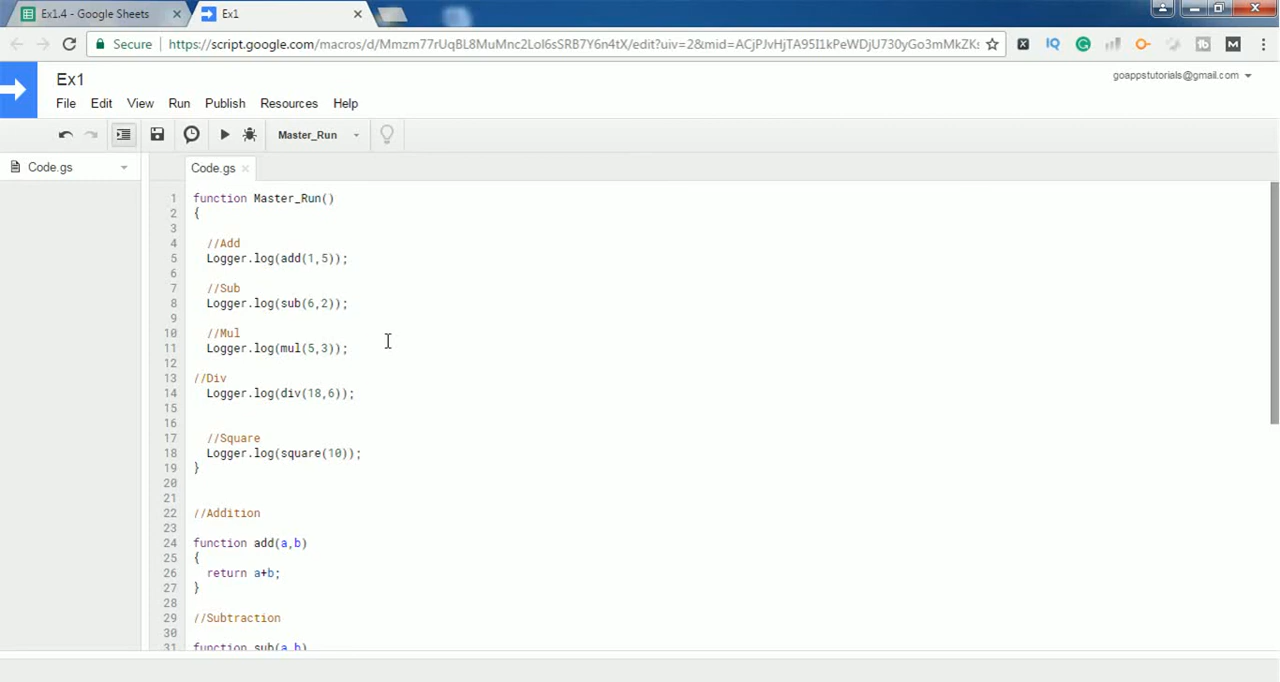 Ex1.4 - Google Sheets
Ex1
Secure
https://script.google.com/macros/d/Mmzm77rUqBL8MuMnc2Lol6sSRB7Y6n4tX/edit?uiv=2&mid=ACjPJvHjTA95I1kPeWDjU730yGo3mMkZK
Ex1
goappstutorials@gmail.com
File Edit View Run Publish Resources Help
Master_Run
Code.gs
Code.gs
1 function Master_Run()
2 {
3
4 //Add
5 Logger.log(add(1,5));
6
7 //Sub
8 Logger.log(sub(6,2));
9
10 //Mul
11 Logger.log(mul(5,3));
12
13 //Div
14 Logger.log(div(18,6));
15
16
17 //Square
18 Logger.log(square(10));
19 }
20
21
22 //Addition
23
24 function add(a,b)
25 {
26 return a+b;
27 }
28
29 //Subtraction
30
31 function sub(a,b)